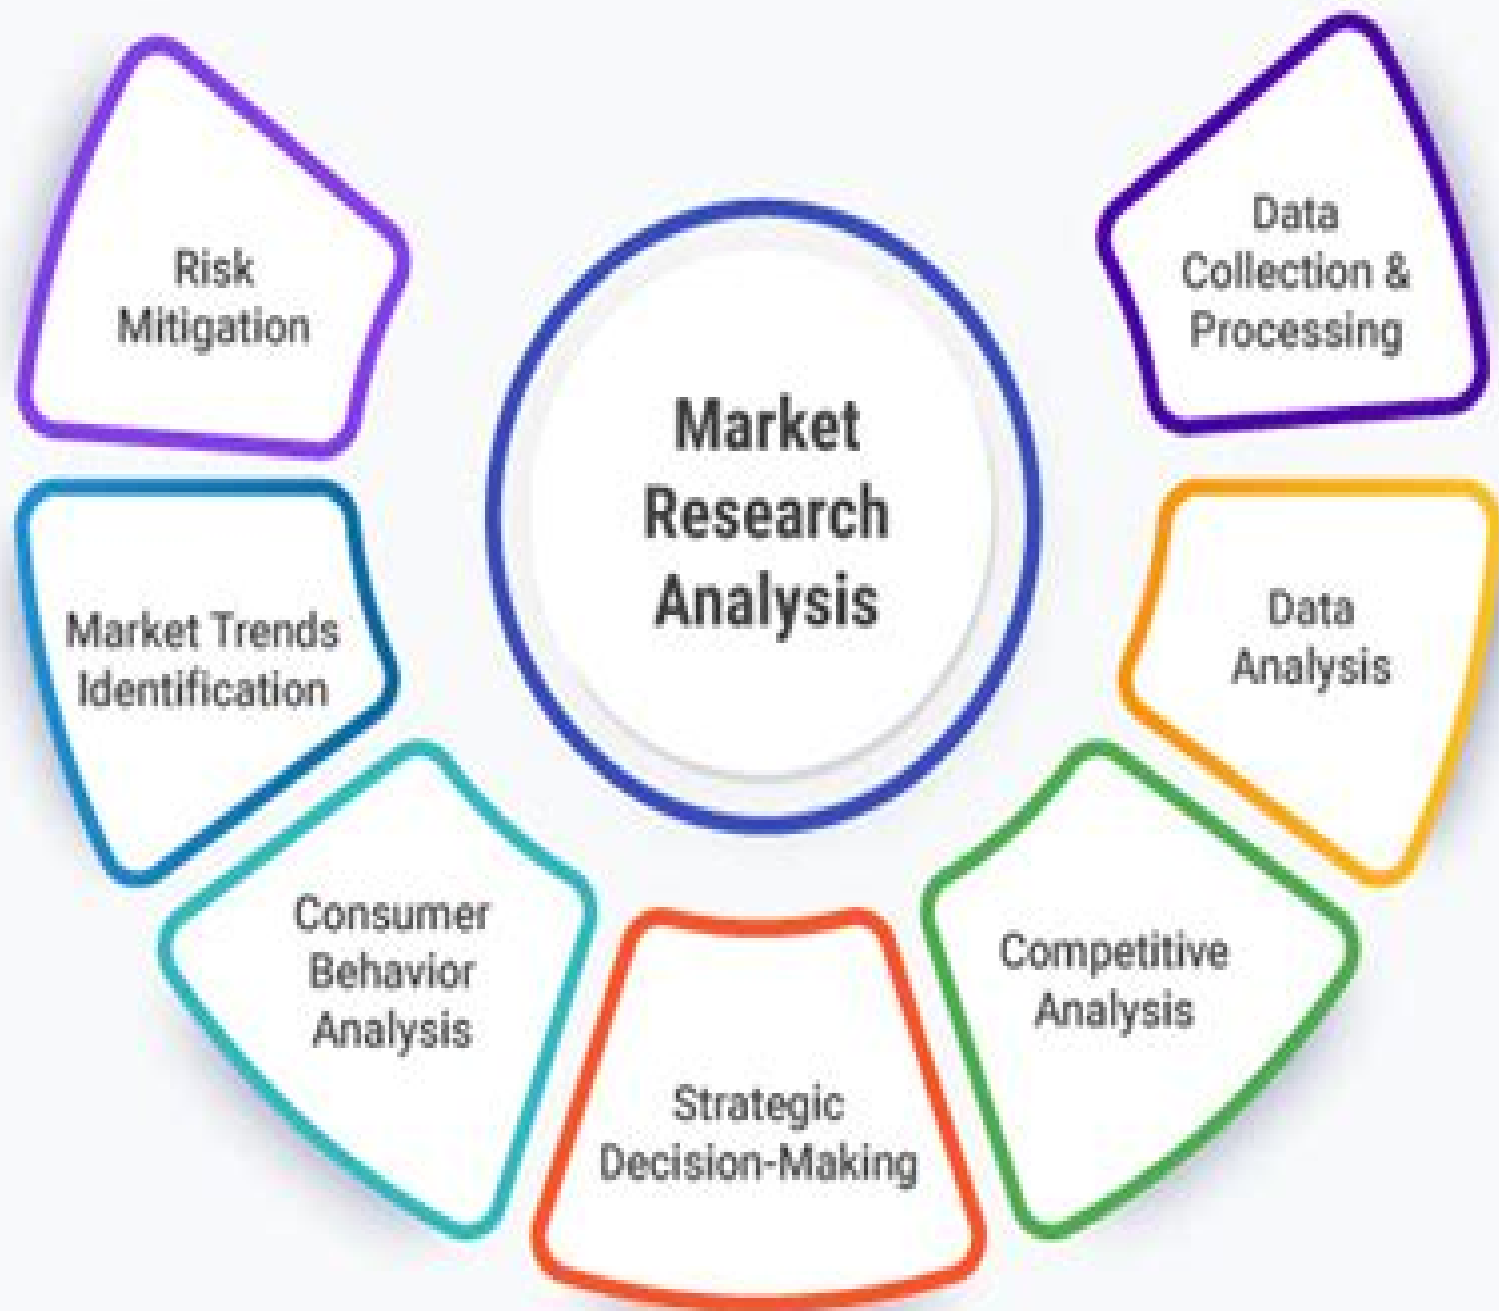 Risk
Mitigation
Data
Collection &
Processing
Market
Research
Analysis
Market Trends
Identification
Data
Analysis
Consumer
Behavior
Analysis
Competitive
Analysis
Strategic
Decision-Making